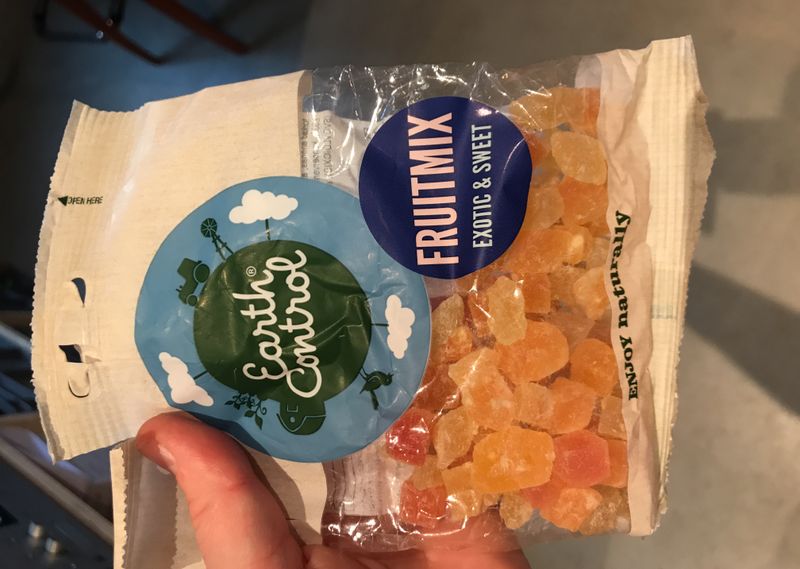 OPEN HERE
Earth®
Control
FRUITMIX
EXOTIC & SWEET
ENJOY naturally